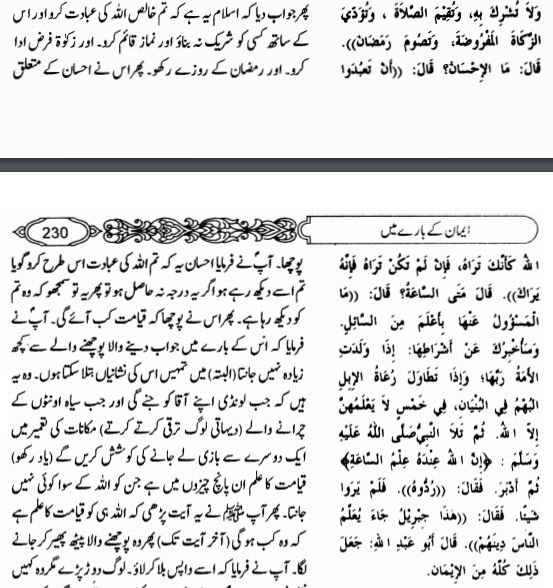 وَلاَ تُشْرِكَ بِهِ، وَتُقِيْمَ الصَّلاَةَ ، وَتُؤَدِّيَ
الزَّكَاةَ الْمَفْرُوضَةَ، وَتَصُومَ رَمَضَانَ)).
قَالَ: مَا الإِحْسَانُ؟ قَالَ: ((أَنْ تَعْبُدَوا
پھر جواب دیا کہ اسلام یہ ہے کہ تم خالص اللہ کی عبادت کرو اور اس
کے ساتھ کسی کو شریک نہ بناؤ اور نماز قائم کرو۔ اور زکوٰۃ فرض ادا
کرو۔ اور رمضان کے روزے رکھو۔ پھر اس نے احسان کے متعلق
ایمان کے بارے میں
230
ا للهَ كَأَنَّكَ تَرَاهُ، فَإِنْ لَمْ تَكُنْ تَرَاهُ فَإِنَّهُ
يَرَاكَ)). قَالَ مَتَى السَّاعَةُ؟ قَالَ: ((مَا
الْمَسْؤُولُ عَنْهَا بِأَعْلَمَ مِنَ السَّائِلِ.
وَسَأُخْبِرُكَ عَنْ أَشْرَاطِهَا: إِذَا وَلَدَتِ
الأَمَةُ رَبَّهَا؛ وَإِذَا تَطَاوَلَ رُعَاةُ الإِبِلِ
الْبُهْمُ فِي الْبُنْيَانِ، فِي خَمْسٍ لاَ يَعْلَمُهُنَّ
إِلاَّ اللهُ. ثُمَّ تَلاَ النَّبِيُّ صَلَّى اللهُ عَلَيْهِ
وَسَلَّمَ : ﴿إِنَّ اللهَ عِنْدَهُ عِلْمُ السَّاعَةِ﴾
ثُمَّ أَدْبَرَ. فَقَالَ: ((رُدُّوهُ)). فَلَمْ يَرَوا
شَيْئًا. فَقَالَ: ((هَذَا جِبْرِيْلُ جَاءَ يُعَلِّمُ
النَّاسَ دِيْنَهُمْ)). قَالَ أَبو عَبْدِ اللهِ: جَعَلَ
ذَلِكَ كُلَّهُ مِنَ الإِيْمَانِ.
پوچھا۔ آپؐ نے فرمایا احسان یہ کہ تم اللہ کی عبادت اس طرح کرو گویا
تم اسے دیکھ رہے ہو اگر یہ درجہ نہ حاصل ہو تو پھر یہ تو سمجھو کہ وہ تم
کو دیکھ رہا ہے۔ پھر اس نے پوچھا کہ قیامت کب آئے گی۔ آپؐ نے
فرمایا کہ اس کے بارے میں جواب دینے والا پوچھنے والے سے کچھ
زیادہ نہیں جانتا (البتہ) میں تمہیں اس کی نشانیاں بتلا سکتا ہوں۔ وہ یہ
ہیں کہ جب لونڈی اپنے آقا کو جنے گی اور جب سیاہ اونٹوں کے
چرانے والے (دیہاتی لوگ ترقی کرتے کرتے) مکانات کی تعمیر میں
ایک دوسرے سے بازی لے جانے کی کوشش کریں گے (یاد رکھو)
قیامت کا علم ان پانچ چیزوں میں ہے جن کو اللہ کے سوا کوئی نہیں
جانتا۔ پھر آپ ﷺ نے یہ آیت پڑھی کہ اللہ ہی کو قیامت کا علم ہے
کہ وہ کب ہو گی (آخر آیت تک) پھر وہ پوچھنے والا پیٹھ پھیر کر جانے
لگا۔ آپؐ نے فرمایا کہ اسے واپس بلا کر لاؤ۔ لوگ دوڑ پڑے مگر وہ کہیں